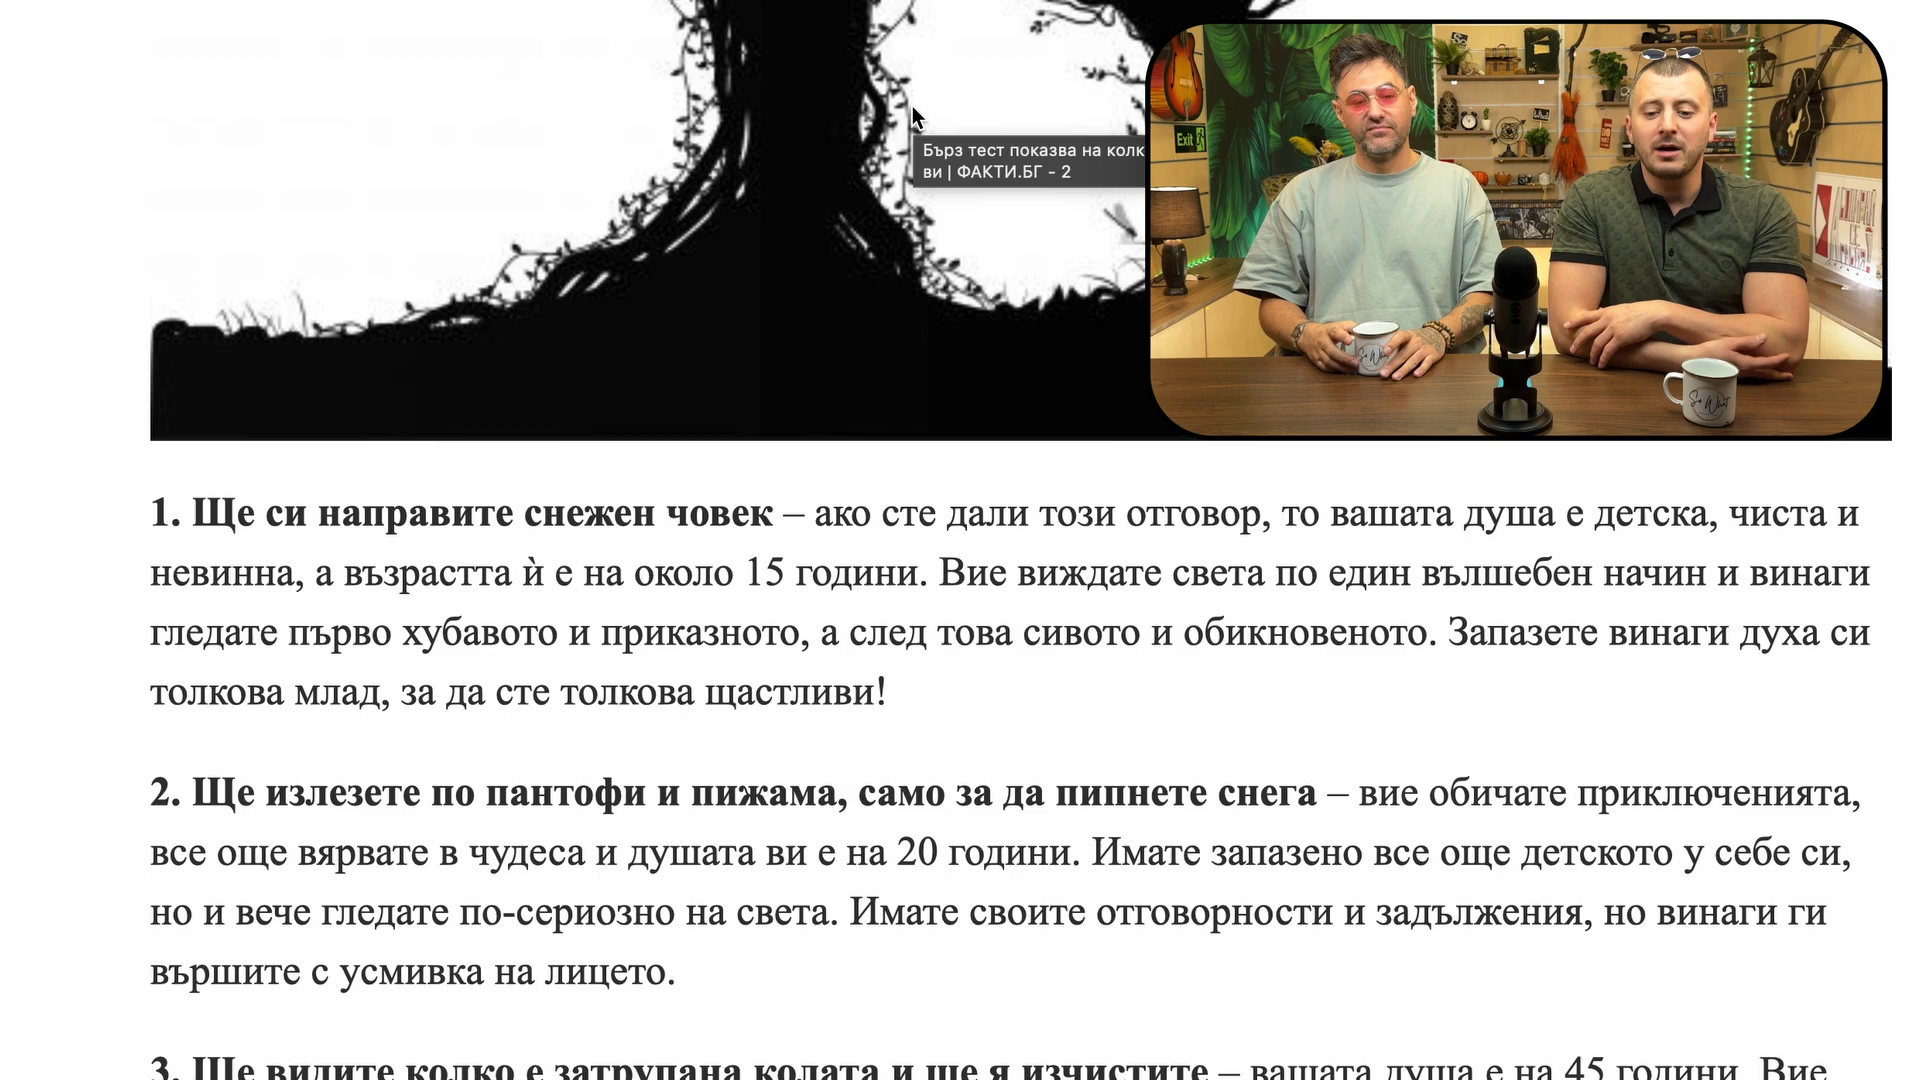 Бърз тест показва на колк
ви | ФАКТИ.БГ - 2
Exit
So What
So What
1. Ще си направите снежен човек – ако сте дали този отговор, то вашата душа е детска, чиста и
невинна, а възрастта ѝ е на около 15 години. Вие виждате света по един вълшебен начин и винаги
гледате първо хубавото и приказното, а след това сивото и обикновеното. Запазете винаги духа си
толкова млад, за да сте толкова щастливи!
2. Ще излезете по пантофи и пижама, само за да пипнете снега – вие обичате приключенията,
все още вярвате в чудеса и душата ви е на 20 години. Имате запазено все още детското у себе си,
но и вече гледате по-сериозно на света. Имате своите отговорности и задължения, но винаги ги
вършите с усмивка на лицето.
3. Ще видите колко е затрупана колата и ще я изчистите – вашата душа е на 45 години. Вие